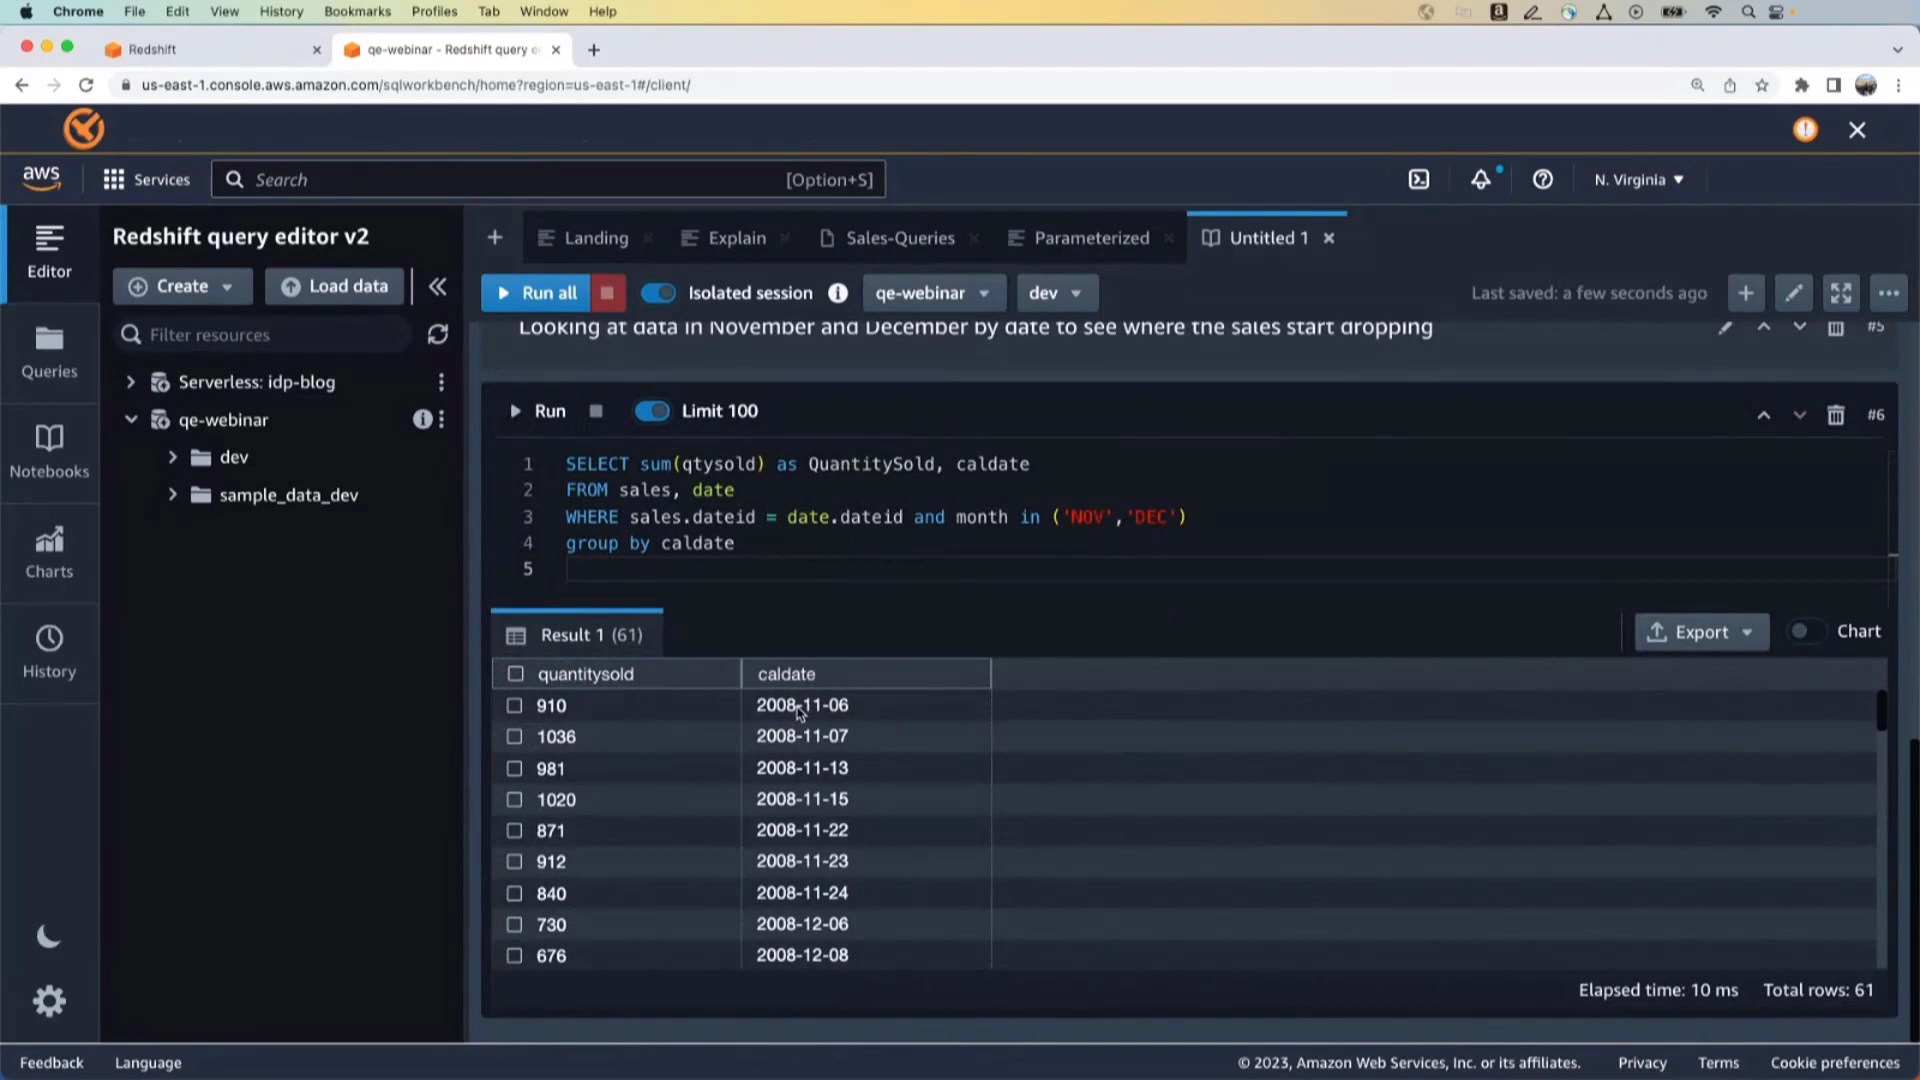 Chrome File Edit View History Bookmarks Profiles Tab Window Help
Redshift
qe-webinar - Redshift query e
us-east-1.console.aws.amazon.com/sqlworkbench/home?region=us-east-1#/client/
aws Services Search [Option+S] N. Virginia
Redshift query editor v2
Landing Explain Sales-Queries Parameterized Untitled 1
Editor
Create Load data
Run all Isolated session qe-webinar dev Last saved: a few seconds ago
Filter resources
Looking at data in November and December by date to see where the sales start dropping #5
Queries
Serverless: idp-blog
qe-webinar
dev
sample_data_dev
Notebooks
Charts
History
Run Limit 100 #6
1 SELECT sum(qtysold) as QuantitySold, caldate
2 FROM sales, date
3 WHERE sales.dateid = date.dateid and month in ('NOV','DEC')
4 group by caldate
5
Result 1 (61) Export Chart
quantitysold caldate
910 2008-11-06
1036 2008-11-07
981 2008-11-13
1020 2008-11-15
871 2008-11-22
912 2008-11-23
840 2008-11-24
730 2008-12-06
676 2008-12-08
Elapsed time: 10 ms Total rows: 61
Feedback Language © 2023, Amazon Web Services, Inc. or its affiliates. Privacy Terms Cookie preferences